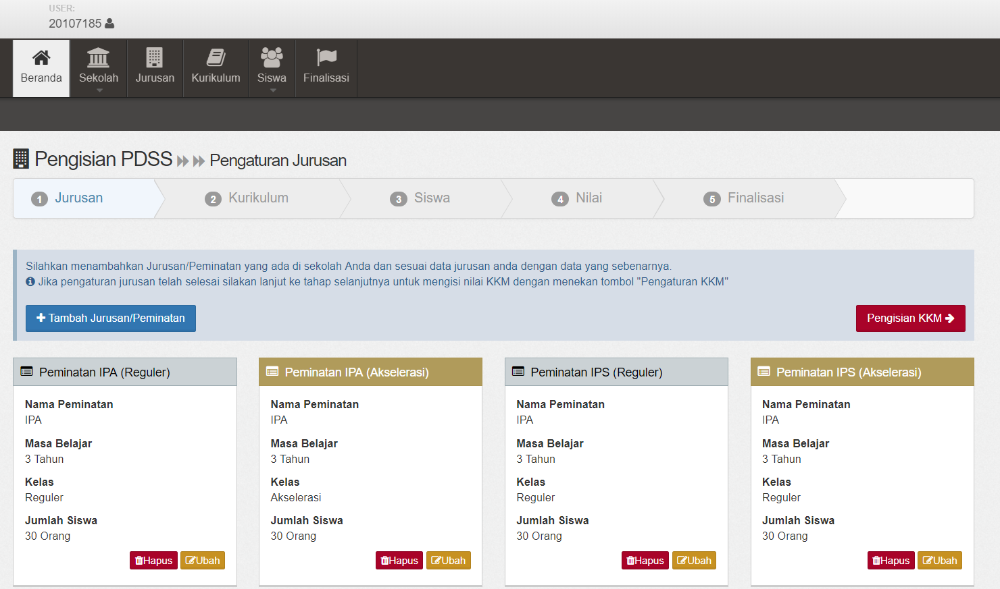 USER:
20107185
Beranda
Sekolah
Jurusan
Kurikulum
Siswa
Finalisasi
Pengisian PDSS Pengaturan Jurusan
1 Jurusan
2 Kurikulum
3 Siswa
4 Nilai
5 Finalisasi
Silahkan menambahkan Jurusan/Peminatan yang ada di sekolah Anda dan sesuai data jurusan anda dengan data yang sebenarnya.
Jika pengaturan jurusan telah selesai silakan lanjut ke tahap selanjutnya untuk mengisi nilai KKM dengan menekan tombol "Pengaturan KKM"
Tambah Jurusan/Peminatan
Pengisian KKM
Peminatan IPA (Reguler)
Nama Peminatan
IPA
Masa Belajar
3 Tahun
Kelas
Reguler
Jumlah Siswa
30 Orang
Hapus
Ubah
Peminatan IPA (Akselerasi)
Nama Peminatan
IPA
Masa Belajar
3 Tahun
Kelas
Akselerasi
Jumlah Siswa
30 Orang
Hapus
Ubah
Peminatan IPS (Reguler)
Nama Peminatan
IPA
Masa Belajar
3 Tahun
Kelas
Reguler
Jumlah Siswa
30 Orang
Hapus
Ubah
Peminatan IPS (Akselerasi)
Nama Peminatan
IPA
Masa Belajar
3 Tahun
Kelas
Reguler
Jumlah Siswa
30 Orang
Hapus
Ubah